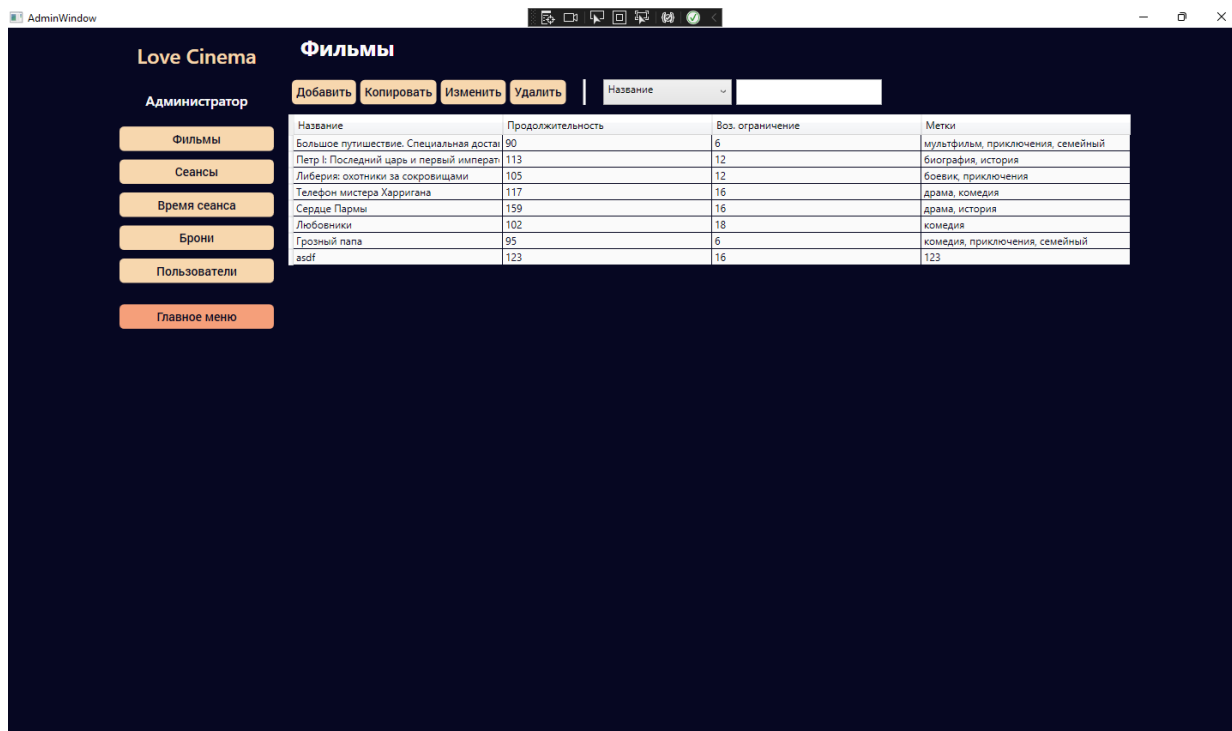 AdminWindow
Love Cinema
Администратор
Фильмы
Сеансы
Время сеанса
Брони
Пользователи
Главное меню
Фильмы
Добавить Копировать Изменить Удалить Название
Название Продолжительность Воз. ограничение Метки
Большое путишествие. Специальная 90 6 мультфильм, приключения, семейный
Петр I: Последний царь и первый 113 12 биография, история
Либерия: охотники за сокровищами 105 12 боевик, приключения
Телефон мистера Харригана 117 16 драма, комедия
Сердце Пармы 159 16 драма, история
Любовники 102 18 комедия
Грозный папа 95 6 комедия, приключения, семейный
asdf 123 16 123